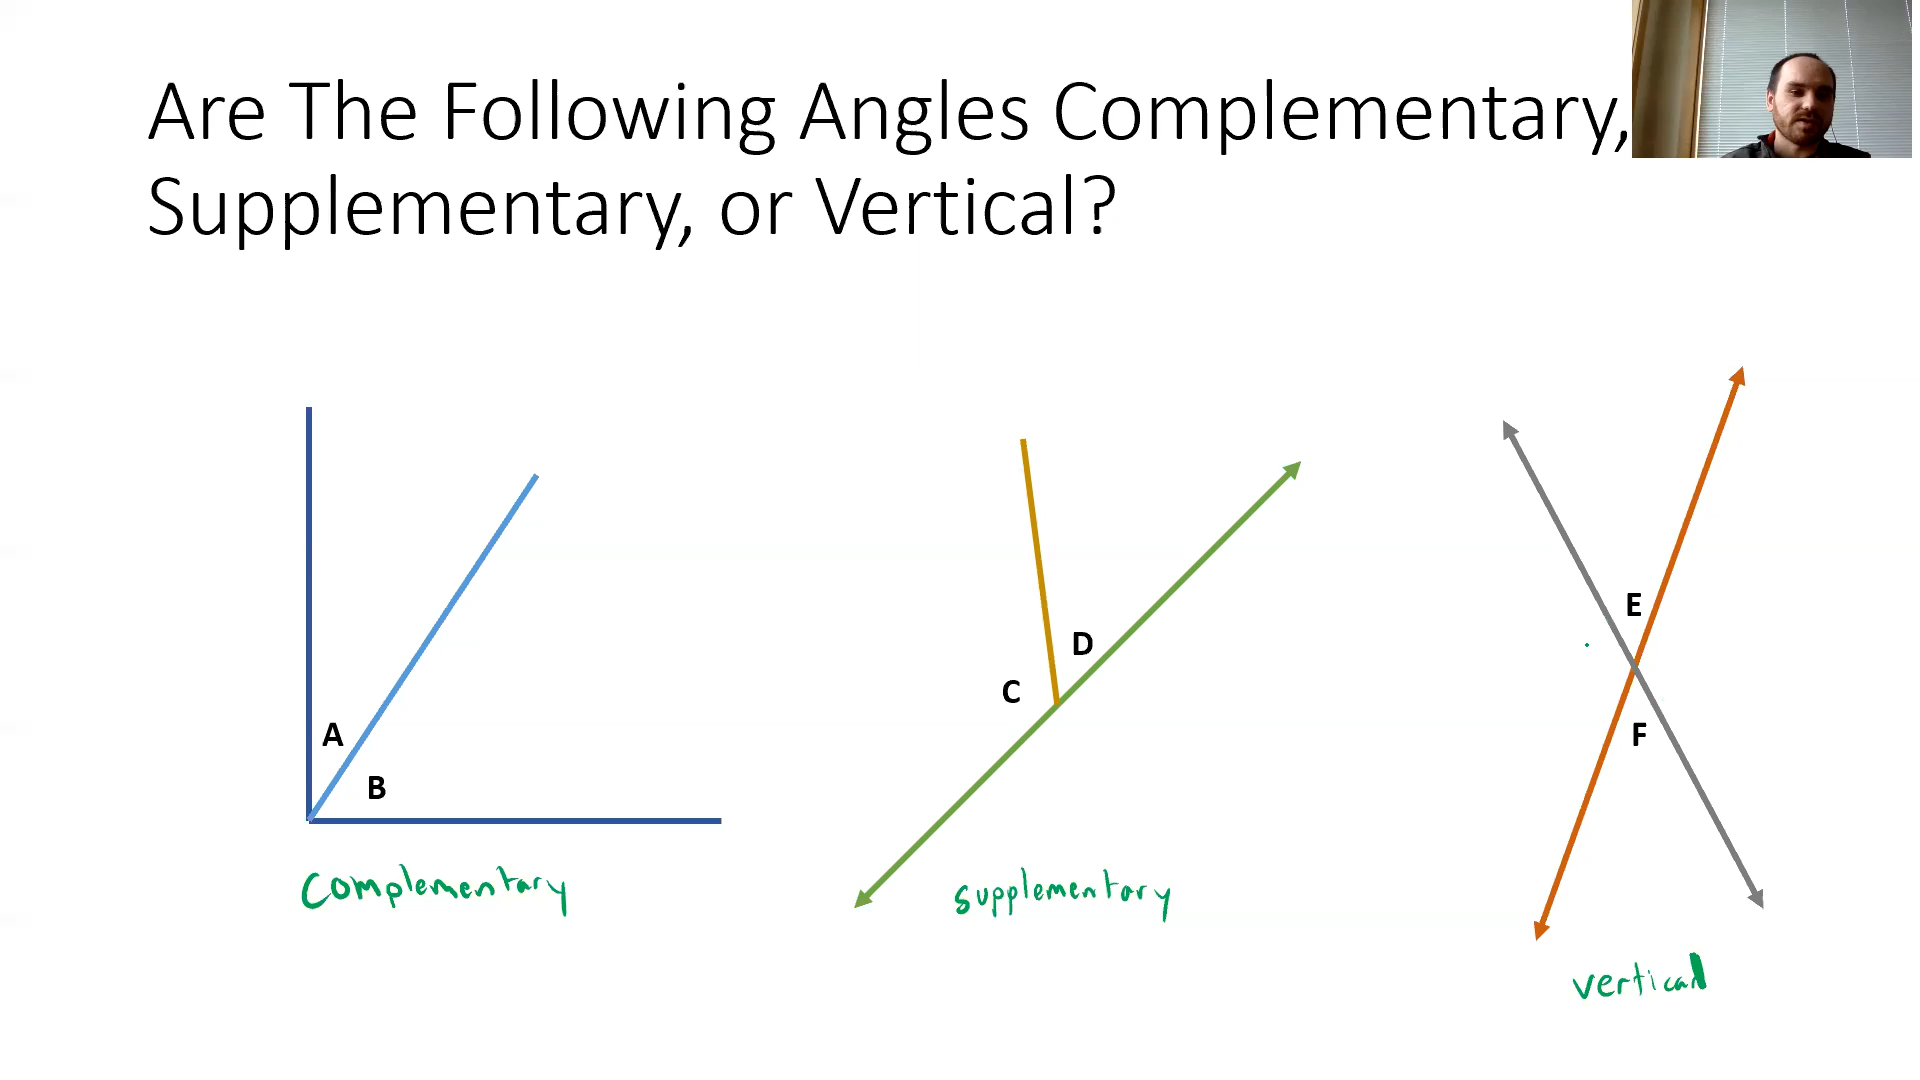 Are The Following Angles Complementary,
Supplementary, or Vertical?
E
D
C
A
F
B
Complementary
supplementary
vertical